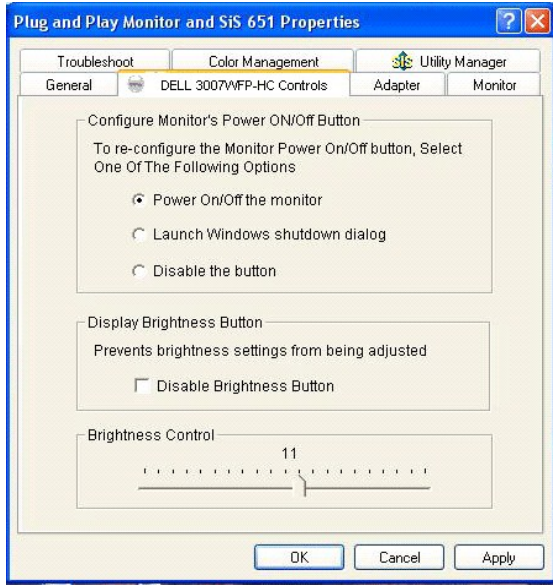 Plug and Play Monitor and SiS 651 Properties
Troubleshoot Color Management SiS Utility Manager
General DELL 3007WFP-HC Controls Adapter Monitor
Configure Monitor's Power ON/Off Button
To re-configure the Monitor Power On/Off button, Select
One Of The Following Options
Power On/Off the monitor
Launch Windows shutdown dialog
Disable the button
Display Brightness Button
Prevents brightness settings from being adjusted
Disable Brightness Button
Brightness Control
11
OK Cancel Apply